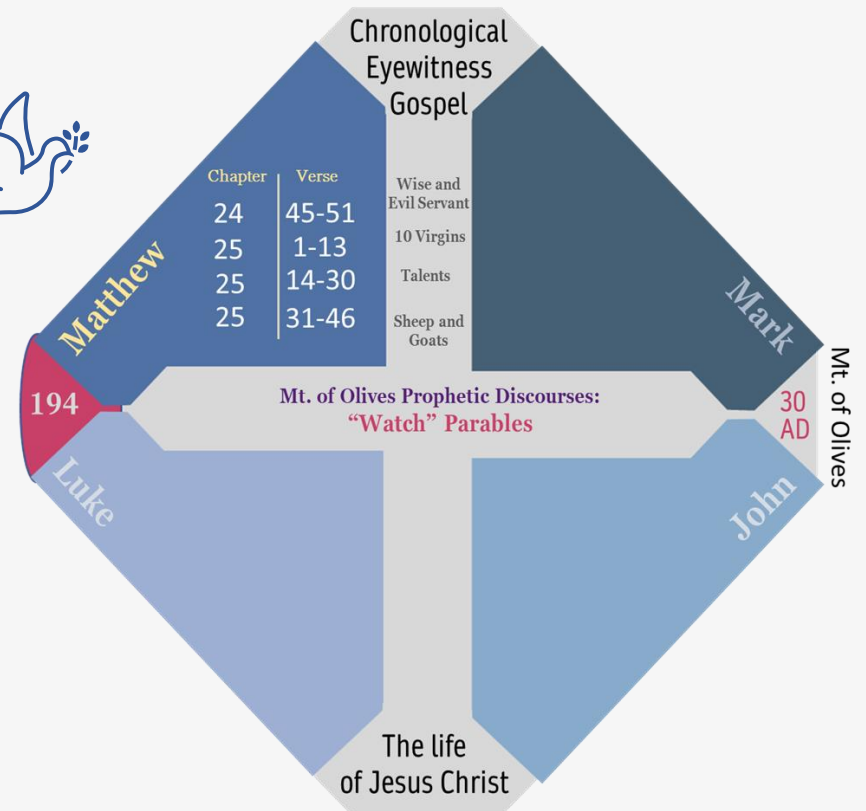 Chronological
Eyewitness
Gospel
Chapter Verse
24 45-51
25 1-13
25 14-30
25 31-46
Wise and
Evil Servant
10 Virgins
Talents
Sheep and
Goats
Matthew
Mark
194
Mt. of Olives Prophetic Discourses:
“Watch” Parables
30
AD
Mt. of Olives
Luke
John
The life
of Jesus Christ